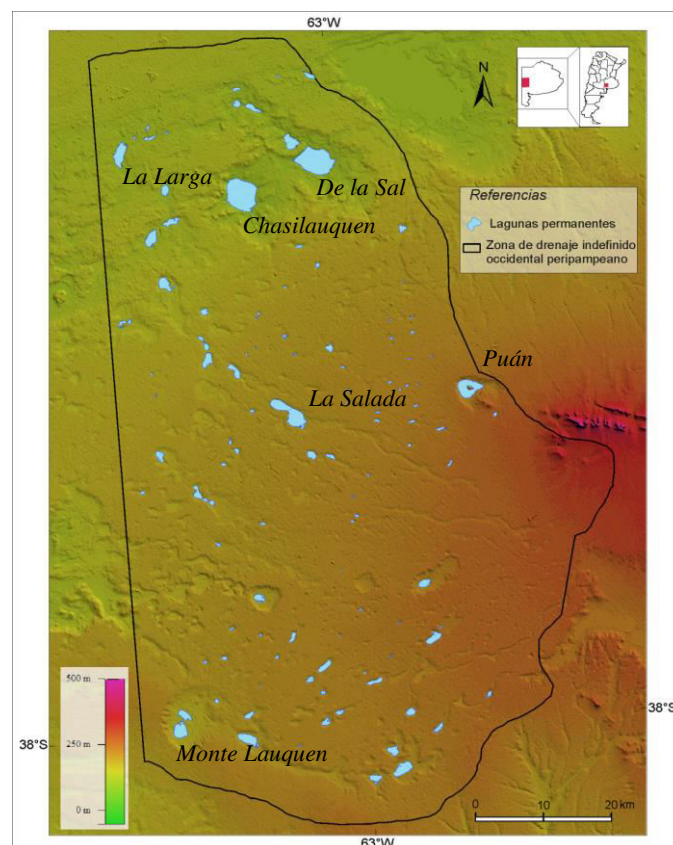 63°W
N
La Larga
De la Sal
Chasilauquen
Referencias
Lagunas permanentes
Zona de drenaje indefinido
occidental peripampeano
Puán
La Salada
500 m
250 m
0 m
38°S
38°S
Monte Lauquen
0 10 20 km
63°W